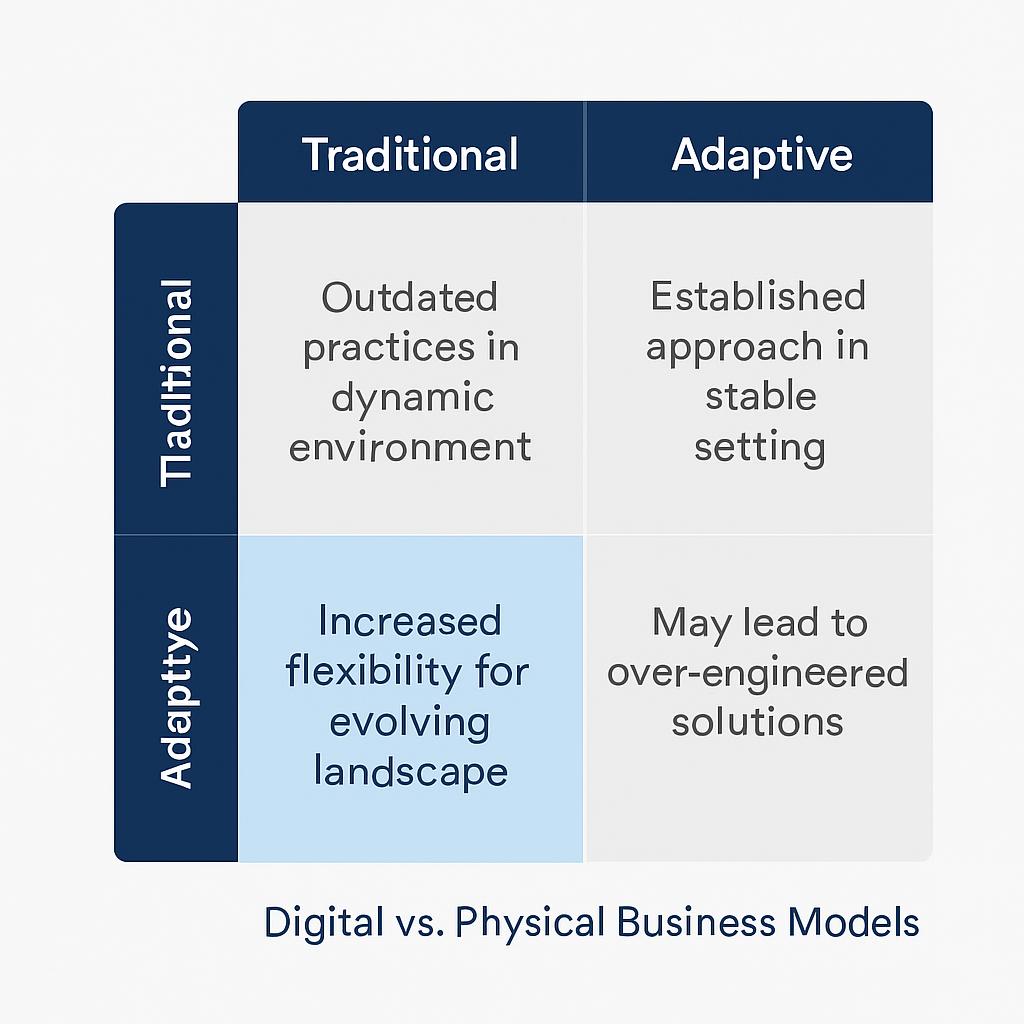 Traditional
Adaptive
Tladltional
Outdated
practices in
dynamic
environment
Established
approach in
stable
setting
Adapttye
Increased
flexibility for
evolving
landscape
May lead to
over-engineered
solutions
Digital vs. Physical Business Models